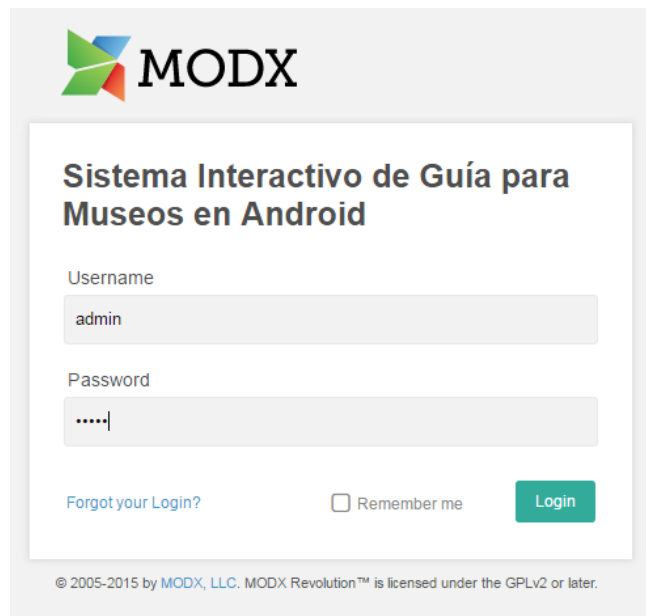 MODX
Sistema Interactivo de Guía para
Museos en Android
Username
admin
Password
•••••
Forgot your Login? Remember me Login
© 2005-2015 by MODX, LLC. MODX Revolution™ is licensed under the GPLv2 or later.